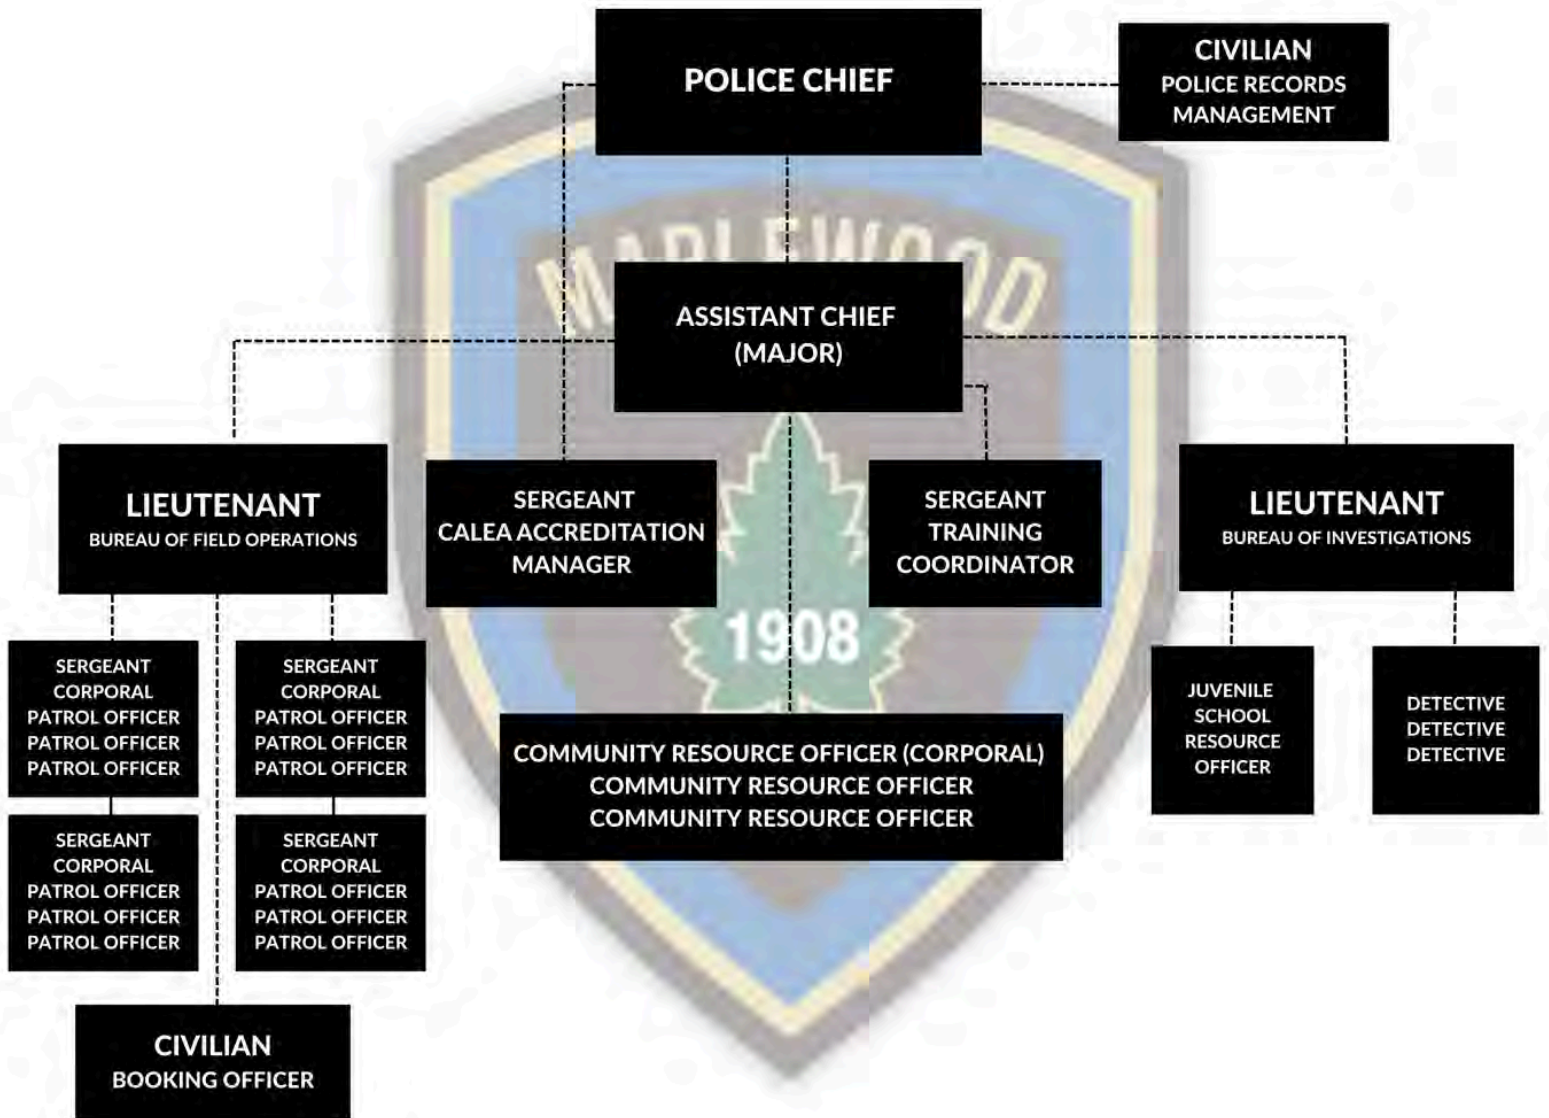 POLICE CHIEF
CIVILIAN
POLICE RECORDS
MANAGEMENT
MAPLEWOOD
ASSISTANT CHIEF
(MAJOR)
LIEUTENANT
BUREAU OF FIELD OPERATIONS
SERGEANT
CALEA ACCREDITATION
MANAGER
SERGEANT
TRAINING
COORDINATOR
LIEUTENANT
BUREAU OF INVESTIGATIONS
1908
SERGEANT
CORPORAL
PATROL OFFICER
PATROL OFFICER
PATROL OFFICER
SERGEANT
CORPORAL
PATROL OFFICER
PATROL OFFICER
PATROL OFFICER
COMMUNITY RESOURCE OFFICER (CORPORAL)
COMMUNITY RESOURCE OFFICER
COMMUNITY RESOURCE OFFICER
JUVENILE
SCHOOL
RESOURCE
OFFICER
DETECTIVE
DETECTIVE
DETECTIVE
SERGEANT
CORPORAL
PATROL OFFICER
PATROL OFFICER
PATROL OFFICER
SERGEANT
CORPORAL
PATROL OFFICER
PATROL OFFICER
PATROL OFFICER
CIVILIAN
BOOKING OFFICER